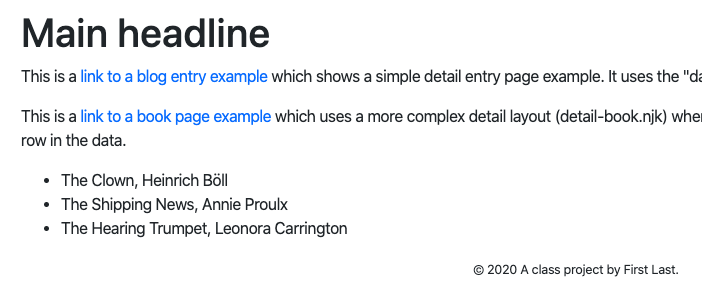 Main headline
This is a link to a blog entry example which shows a simple detail entry page example. It uses the "da
This is a link to a book page example which uses a more complex detail layout (detail-book.njk) wher
row in the data.
• The Clown, Heinrich Böll
• The Shipping News, Annie Proulx
• The Hearing Trumpet, Leonora Carrington
© 2020 A class project by First Last.